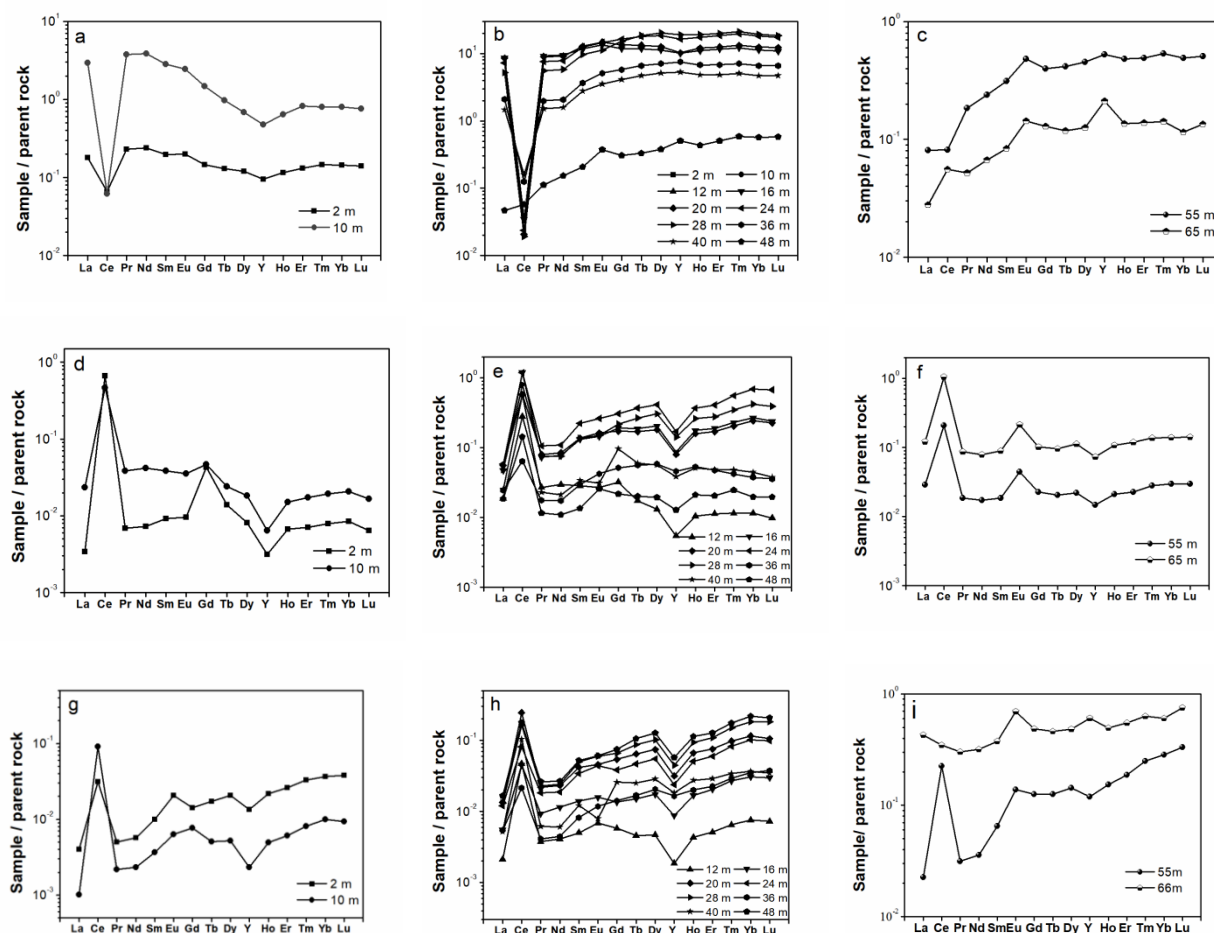 a
Sample / parent rock
10¹
10⁰
10⁻¹
10⁻²
La Ce Pr Nd Sm Eu Gd Tb Dy Y Ho Er Tm Yb Lu
2 m
10 m
b
Sample / parent rock
10¹
10⁰
10⁻¹
10⁻²
La Ce Pr Nd Sm Eu Gd Tb Dy Y Ho Er Tm Yb Lu
2 m 10 m
12 m 16 m
20 m 24 m
28 m 36 m
40 m 48 m
c
Sample / parent rock
10⁰
10⁻¹
10⁻²
La Ce Pr Nd Sm Eu Gd Tb Dy Y Ho Er Tm Yb Lu
55 m
65 m
d
Sample / parent rock
10⁰
10⁻¹
10⁻²
10⁻³
La Ce Pr Nd Sm Eu Gd Tb Dy Y Ho Er Tm Yb Lu
2 m
10 m
e
Sample / parent rock
10⁰
10⁻¹
10⁻²
10⁻³
La Ce Pr Nd Sm Eu Gd Tb Dy Y Ho Er Tm Yb Lu
12 m 16 m
20 m 24 m
28 m 36 m
40 m 48 m
f
Sample / parent rock
10⁰
10⁻¹
10⁻²
10⁻³
La Ce Pr Nd Sm Eu Gd Tb Dy Y Ho Er Tm Yb Lu
55 m
65 m
g
Sample / parent rock
10⁰
10⁻¹
10⁻²
10⁻³
La Ce Pr Nd Sm Eu Gd Tb Dy Y Ho Er Tm Yb Lu
2 m
10 m
h
Sample / parent rock
10⁰
10⁻¹
10⁻²
10⁻³
La Ce Pr Nd Sm Eu Gd Tb Dy Y Ho Er Tm Yb Lu
12 m 16 m
20 m 24 m
28 m 36 m
40 m 48 m
i
Sample/ parent rock
10⁰
10⁻¹
10⁻²
La Ce Pr Nd Sm Eu Gd Tb Dy Y Ho Er Tm Yb Lu
55m
66m